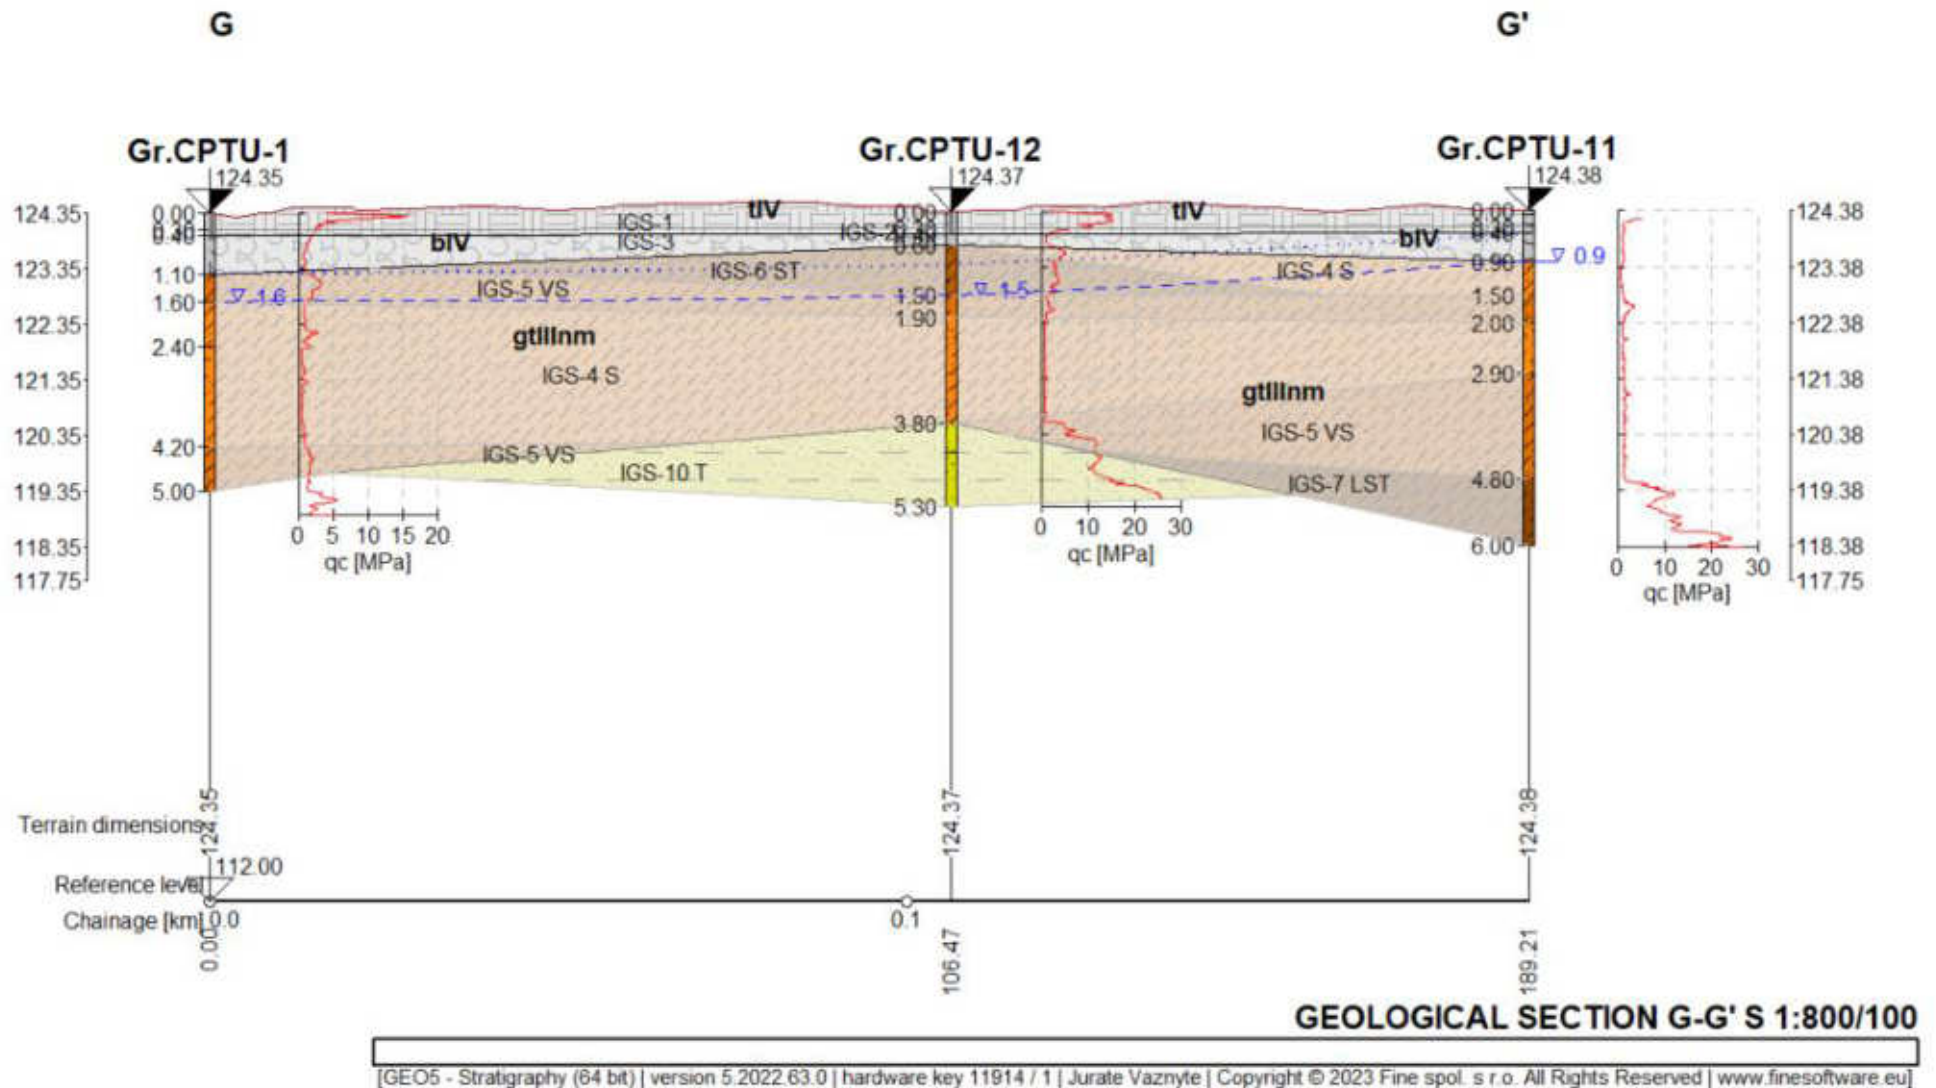 G G'
Gr.CPTU-1 Gr.CPTU-12 Gr.CPTU-11
124.35 124.37 124.38
124.35 0.00 tIV 0.00 tIV 0.00 124.38
IGS-1
0.40 bIV IGS-3 IGS-2 0.60 bIV
123.35 1.10 IGS-6 ST IGS-4 S 0.90 0.9 123.38
IGS-5 VS
1.60 1.6 1.50 1.5 1.50
122.35 1.90 2.00 122.38
gtIIInm
2.40
121.35 IGS-4 S 2.90 121.38
gtIIInm
3.80
120.35 IGS-5 VS 120.38
4.20 IGS-5 VS
IGS-10 T IGS-7 LST 4.80
119.35 5.00 119.38
5.30
0 5 10 15 20 0 10 20 30
118.35 6.00 118.38
qc [MPa] qc [MPa]
0 10 20 30
117.75 117.75
qc [MPa]
124.35 124.37 124.38
Terrain dimensions
112.00
Reference level
Chainage [km] 0.0 0.1
0.00 106.47 189.21
GEOLOGICAL SECTION G-G' S 1:800/100
[GEO5 - Stratigraphy (64 bit) | version 5.2022.63.0 | hardware key 11914 / 1 | Jurate Vaznyte | Copyright © 2023 Fine spol. s r.o. All Rights Reserved | www.finesoftware.eu]